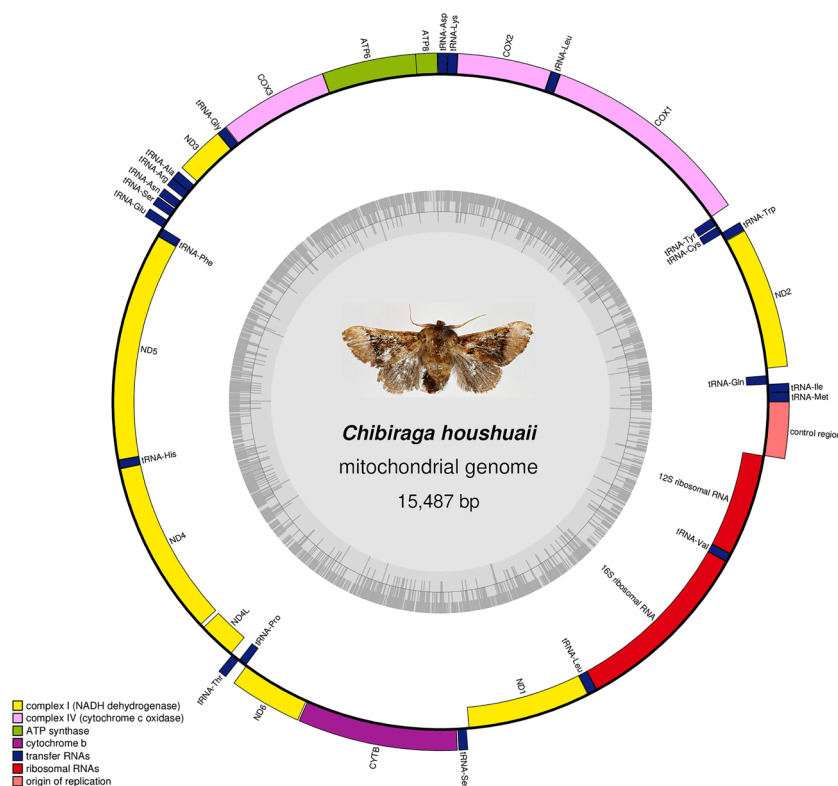 tRNA-Asp
tRNA-Lys
COX2
tRNA-Leu
COX1
ATP8
ATP6
COX3
tRNA-Gly
ND3
tRNA-Ala
tRNA-Arg
tRNA-Asn
tRNA-Ser
tRNA-Glu
tRNA-Phe
tRNA-Trp
tRNA-Tyr
tRNA-Cys
ND2
tRNA-Gln
tRNA-Ile
tRNA-Met
control region
ND5
Chibiraga houshuaii
mitochondrial genome
15,487 bp
tRNA-His
12S ribosomal RNA
tRNA-Val
16S ribosomal RNA
ND4
ND4L
tRNA-Pro
tRNA-Thr
tRNA-Leu
ND1
ND6
CYTB
tRNA-Se
complex I (NADH dehydrogenase)
complex IV (cytochrome c oxidase)
ATP synthase
cytochrome b
transfer RNAs
ribosomal RNAs
origin of replication